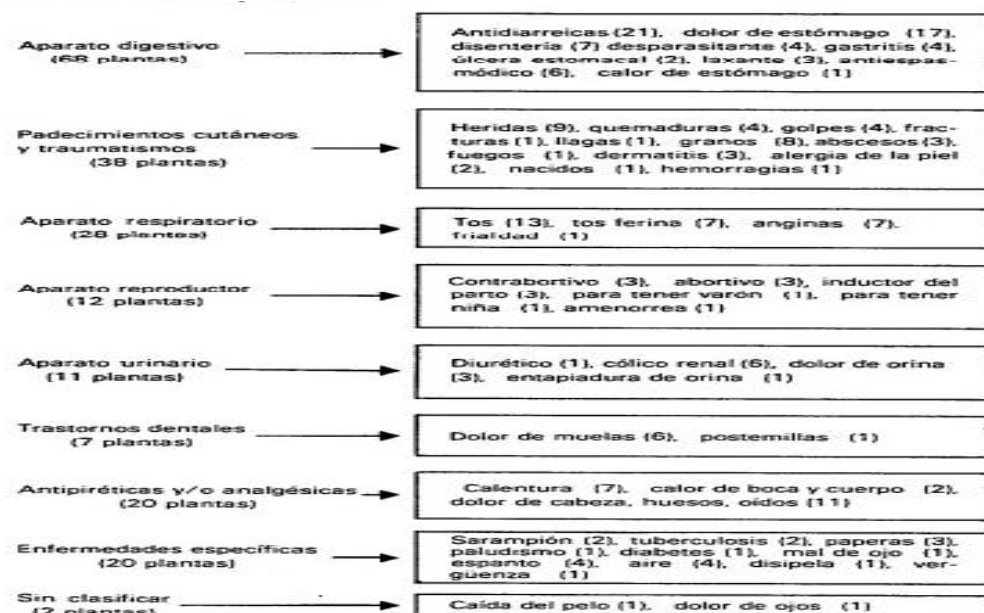 Aparato digestivo
(68 plantas)
Antidiarreicas (21), dolor de estómago (17),
disentería (7) desparasitante (4), gastritis (4),
úlcera estomacal (2), laxante (3), antiespas-
módico (6), calor de estómago (1)
Padecimientos cutáneos
y traumatismos
(38 plantas)
Heridas (9), quemaduras (4), golpes (4), frac-
turas (1), llagas (1), granos (8), abscesos (3),
fuegos (1), dermatitis (3), alergia de la piel
(2), nacidos (1), hemorragias (1)
Aparato respiratorio
(28 plantas)
Tos (13), tos ferina (7), anginas (7),
frialdad (1)
Aparato reproductor
(12 plantas)
Contrabortivo (3), abortivo (3), inductor del
parto (3), para tener varón (1), para tener
niña (1), amenorrea (1)
Aparato urinario
(11 plantas)
Diurético (1), cólico renal (6), dolor de orina
(3), entapiadura de orina (1)
Trastornos dentales
(7 plantas)
Dolor de muelas (6), postemillas (1)
Antipiréticas y/o analgésicas
(20 plantas)
Calentura (7), calor de boca y cuerpo (2),
dolor de cabeza, huesos, oídos (11)
Enfermedades específicas
(20 plantas)
Sarampión (2), tuberculosis (2), paperas (3),
paludismo (1), diabetes (1), mal de ojo (1),
espanto (4), aire (4), disipela (1), ver-
güenza (1)
Sin clasificar
(2 plantas)
Caída del pelo (1), dolor de ojos (1)